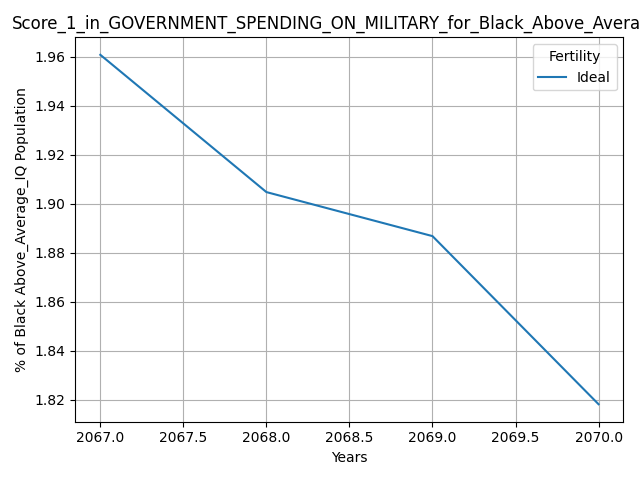 Score_1_in_GOVERNMENT_SPENDING_ON_MILITARY_for_Black_Above_Avera
Fertility
Ideal
1.96
1.94
1.92
1.90
1.88
1.86
1.84
1.82
% of Black Above_Average_IQ Population
2067.0 2067.5 2068.0 2068.5 2069.0 2069.5 2070.0
Years